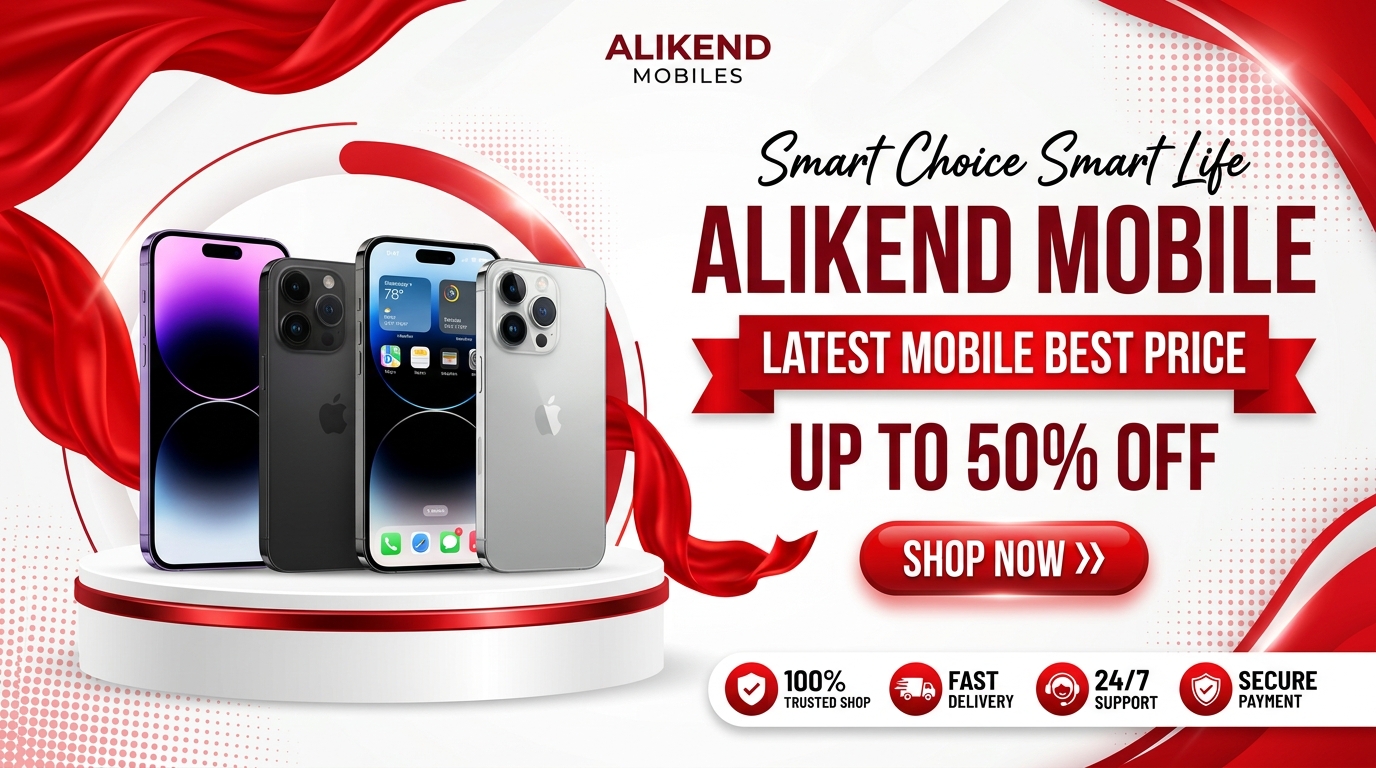 ALIKEND
MOBILES
Smart Choice Smart Life
ALIKEND MOBILE
LATEST MOBILE BEST PRICE
UP TO 50% OFF
SHOP NOW »
100%
TRUSTED SHOP
FAST
DELIVERY
24/7
SUPPORT
SECURE
PAYMENT
78°